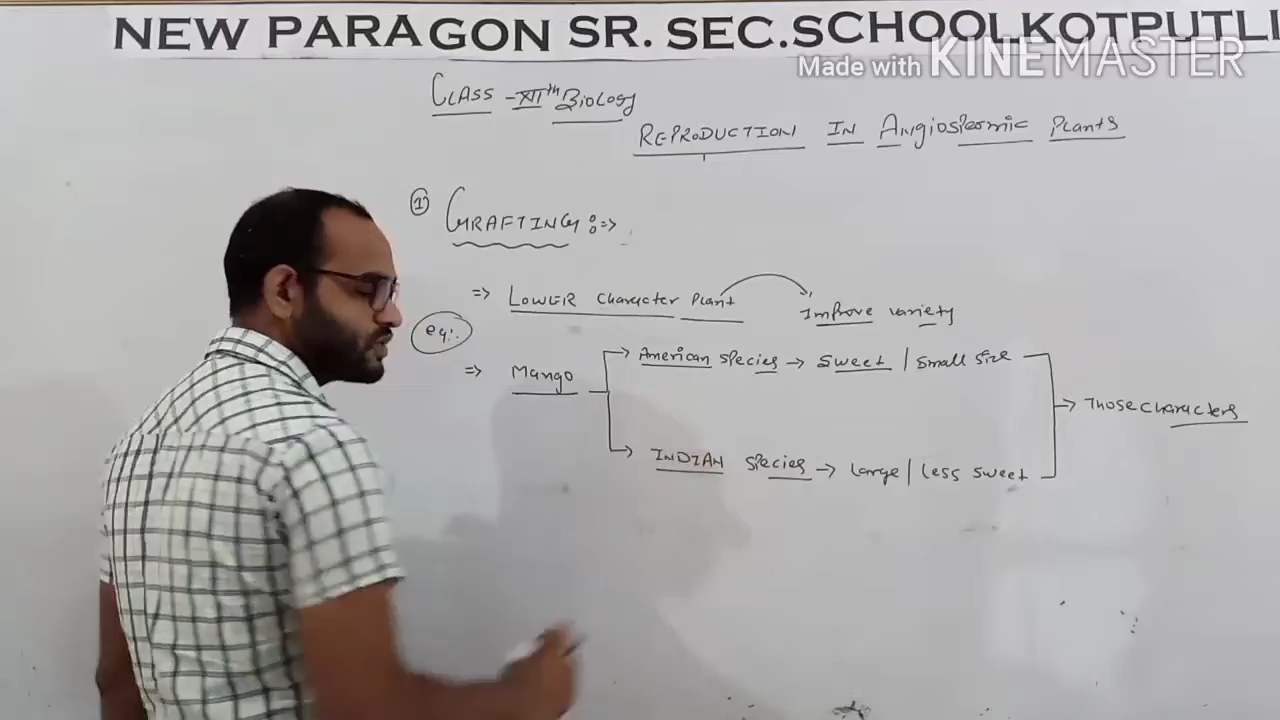 NEW PARAGON SR. SEC.SCHOOLKOTPUTLI
Made with KINEMASTER
CLASS - XIIth Biology
REPRODUCTION IN Angiospermic Plants
① GRAFTING :=>
=> LOWER Character Plant → Improve variety
eg:-
=> Mango → American species → Sweet / Small size
→ INDIAN species → Large / Less sweet
→ Those characters